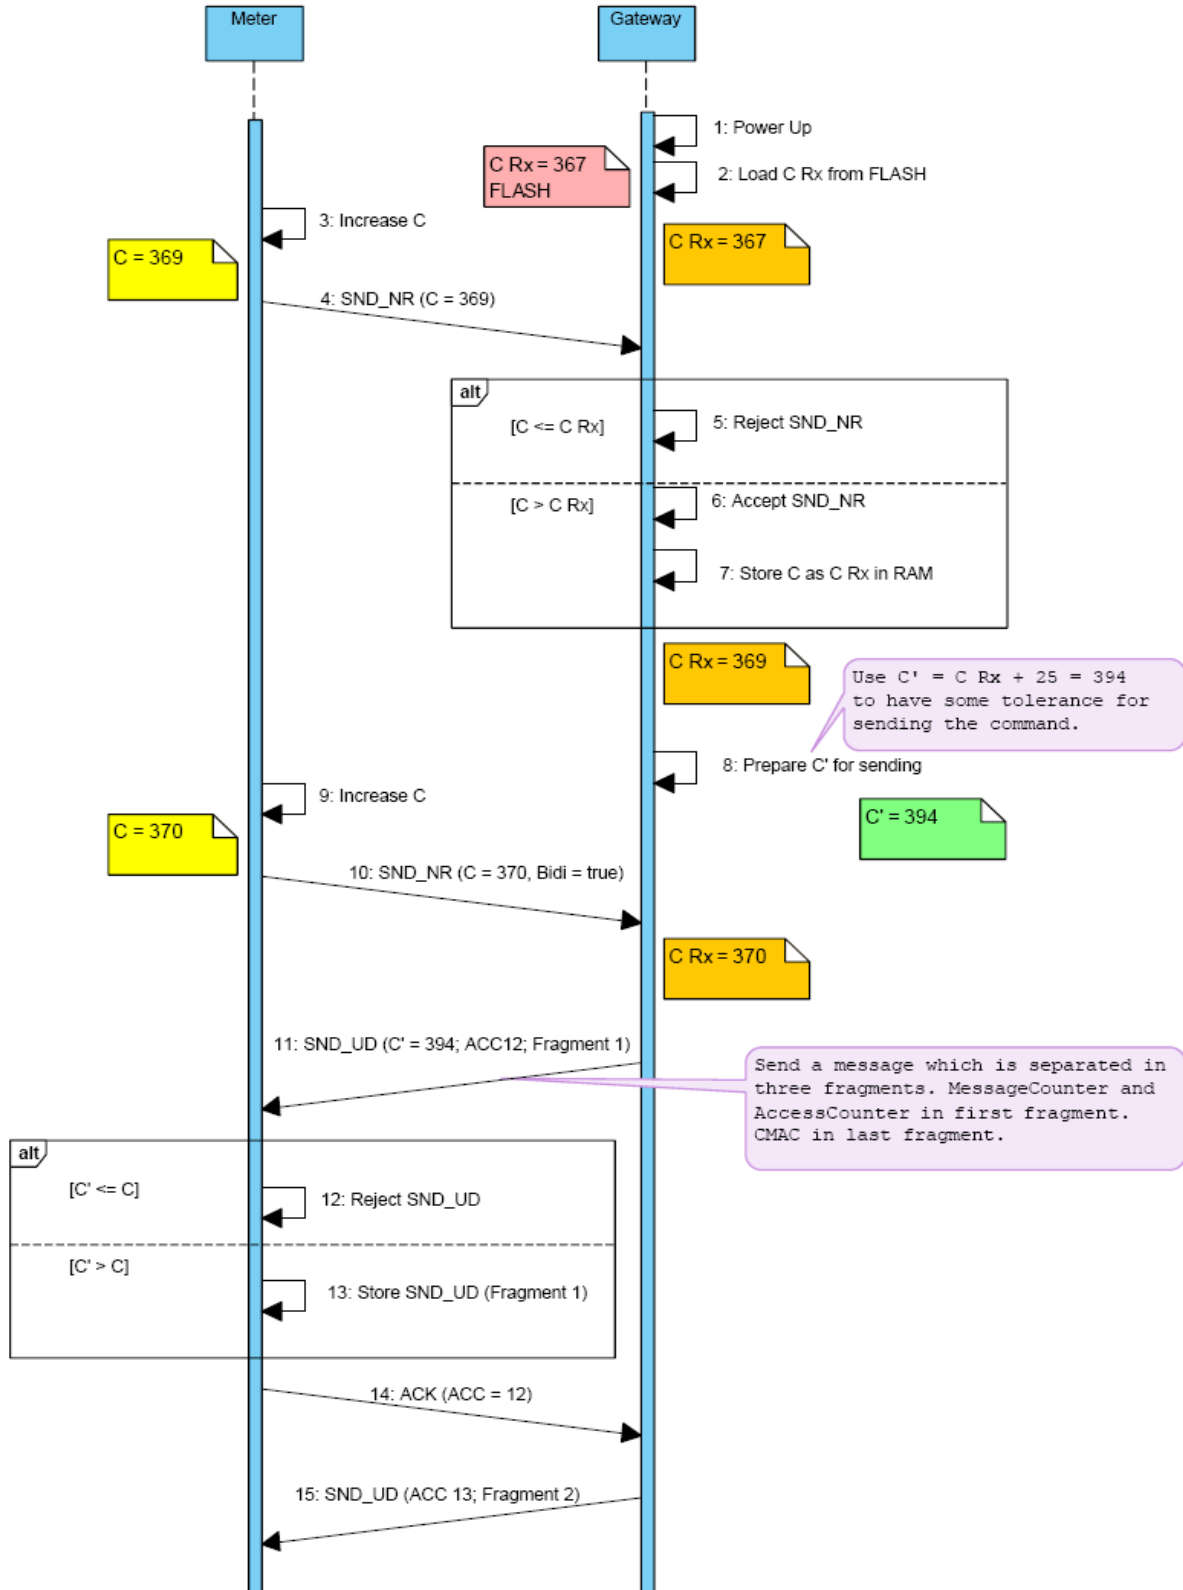 Meter
Gateway
1: Power Up
C Rx = 367
FLASH
2: Load C Rx from FLASH
3: Increase C
C = 369
C Rx = 367
4: SND_NR (C = 369)
alt
[C <= C Rx]
5: Reject SND_NR
[C > C Rx]
6: Accept SND_NR
7: Store C as C Rx in RAM
C Rx = 369
Use C' = C Rx + 25 = 394
to have some tolerance for
sending the command.
8: Prepare C' for sending
9: Increase C
C = 370
C' = 394
10: SND_NR (C = 370, Bidi = true)
C Rx = 370
11: SND_UD (C' = 394; ACC12; Fragment 1)
Send a message which is separated in
three fragments. MessageCounter and
AccessCounter in first fragment.
CMAC in last fragment.
alt
[C' <= C]
12: Reject SND_UD
[C' > C]
13: Store SND_UD (Fragment 1)
14: ACK (ACC = 12)
15: SND_UD (ACC 13; Fragment 2)